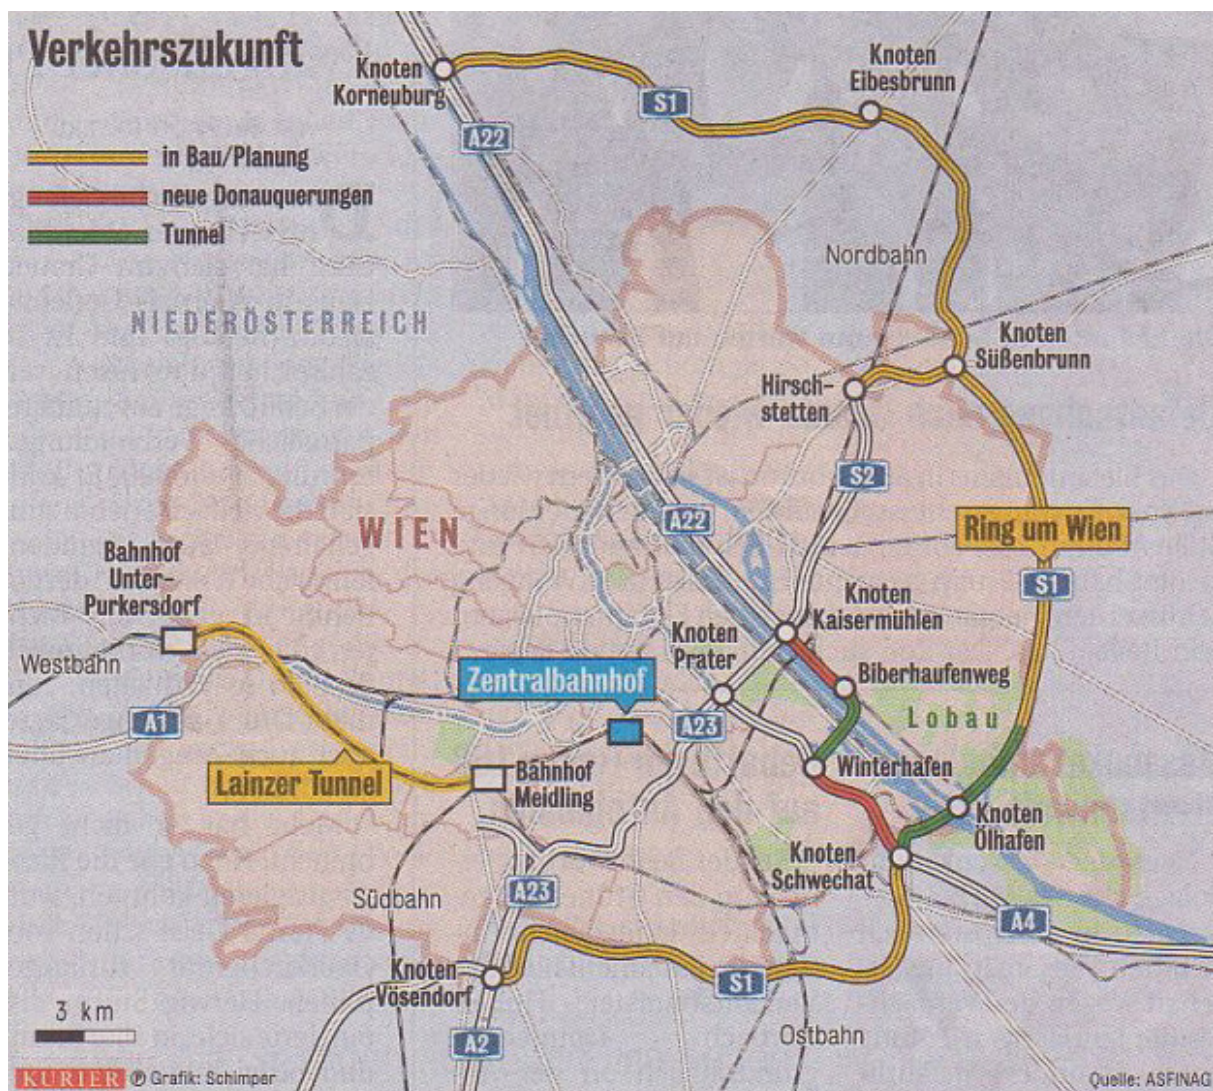 Verkehrszukunft
in Bau/Planung
neue Donauquerungen
Tunnel
Knoten
Korneuburg
Knoten
Eibesbrunn
S1
A22
Nordbahn
NIEDERÖSTERREICH
Knoten
Süßenbrunn
Hirsch-
stetten
S2
WIEN
A22
Ring um Wien
S1
Bahnhof
Unter-
Purkersdorf
Westbahn
A1
Knoten
Kaisermühlen
Knoten
Prater
Zentralbahnhof
Biberhaufenweg
Lobau
A23
Lainzer Tunnel
Bahnhof
Meidling
Winterhafen
Knoten
Ölhafen
Knoten
Schwechat
A23
Südbahn
A4
Knoten
Vösendorf
S1
3 km
A2
Ostbahn
KURIER Ⓟ Grafik: Schimper
Quelle: ASFINAG